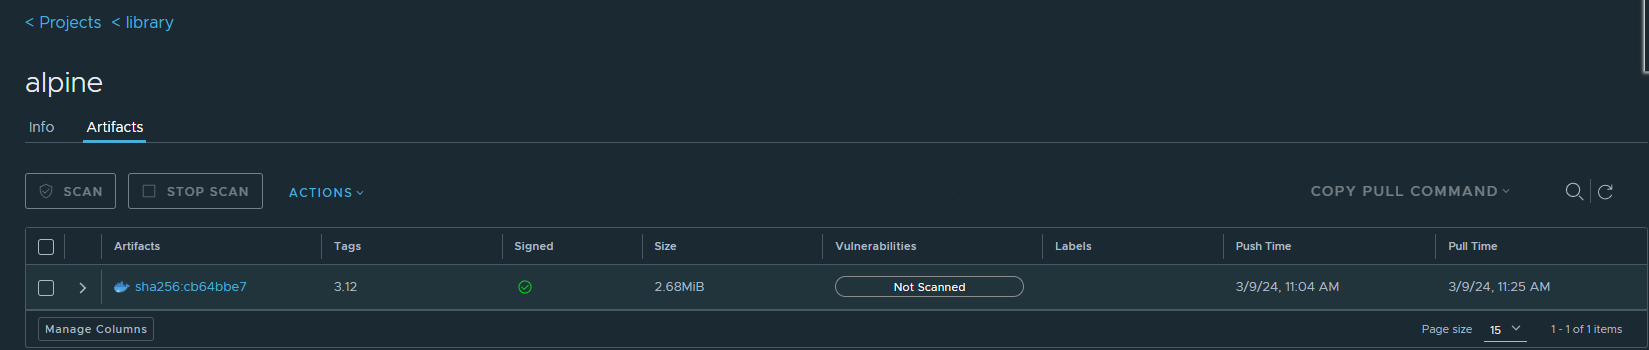 < Projects < library
alpine
Info Artifacts
SCAN STOP SCAN ACTIONS COPY PULL COMMAND
Artifacts Tags Signed Size Vulnerabilities Labels Push Time Pull Time
sha256:cb64bbe7 3.12 2.68MiB Not Scanned 3/9/24, 11:04 AM 3/9/24, 11:25 AM
Manage Columns Page size 15 1 - 1 of 1 items